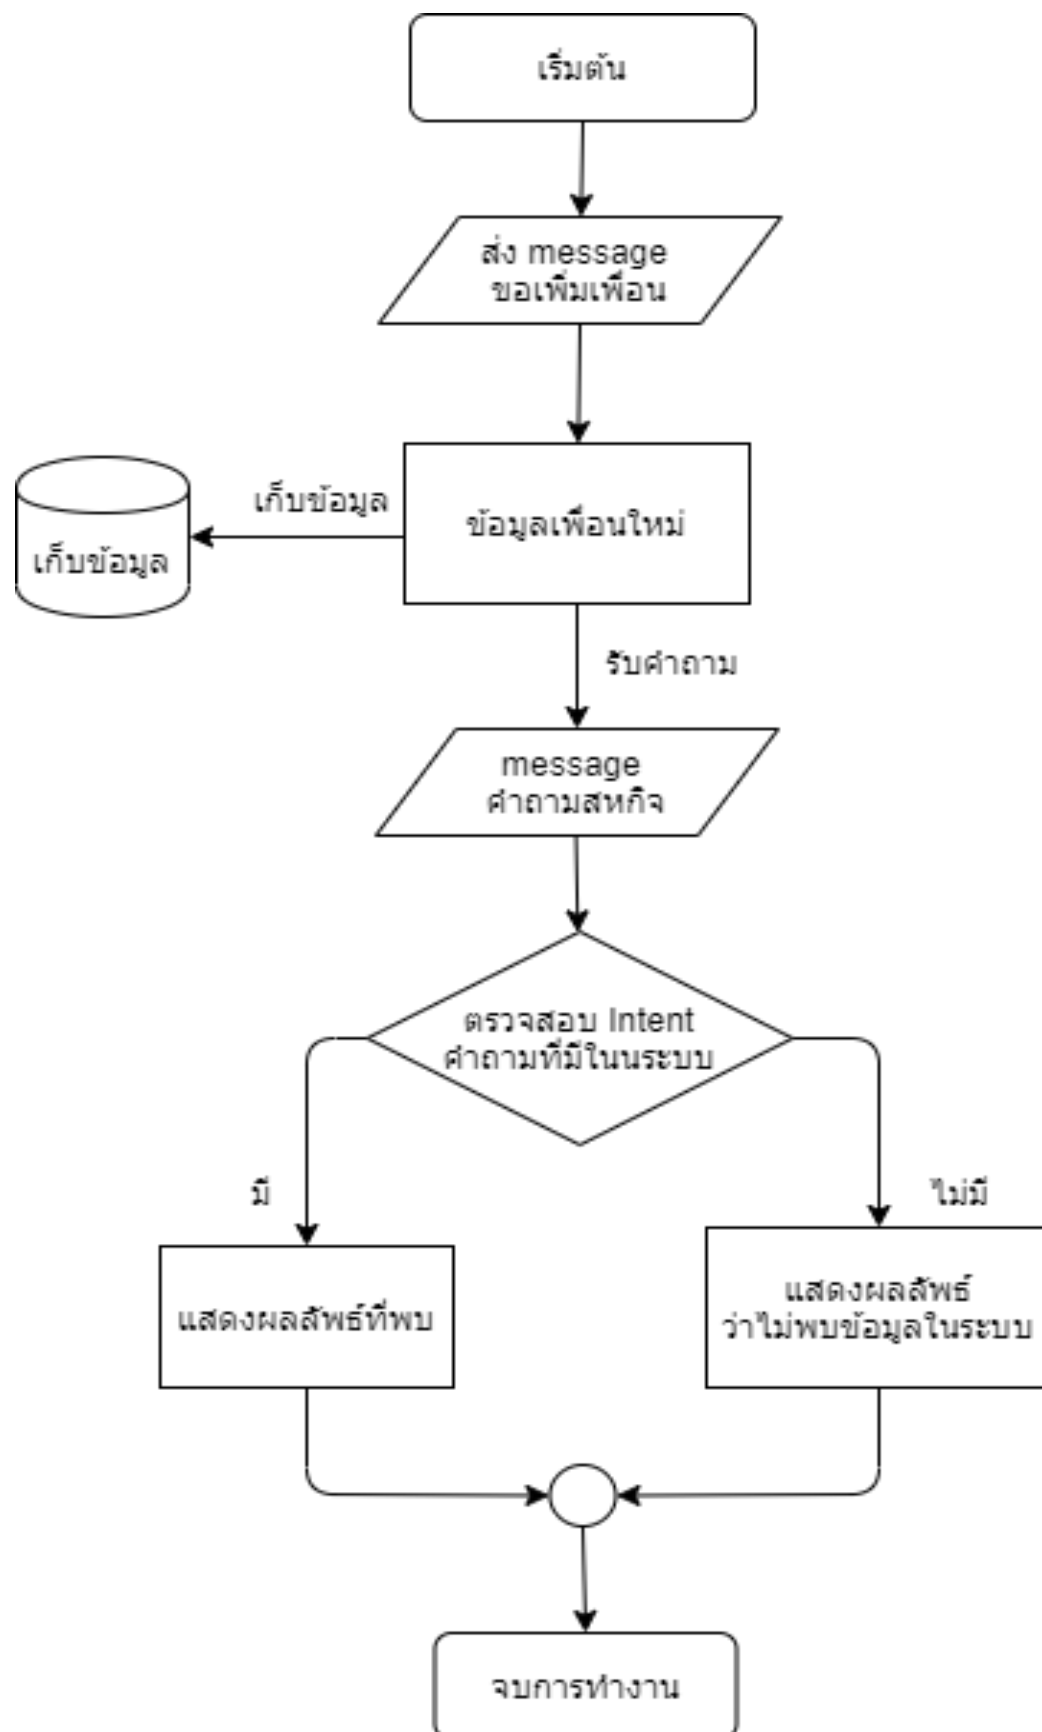 เริ่มต้น
ส่ง message
ขอเพิ่มเพื่อน
ข้อมูลเพื่อนใหม่
เก็บข้อมูล
เก็บข้อมูล
รับคำถาม
message
คำถามสหกิจ
ตรวจสอบ Intent
คำถามที่มีในนระบบ
มี
ไม่มี
แสดงผลลัพธ์ที่พบ
แสดงผลลัพธ์
ว่าไม่พบข้อมูลในระบบ
จบการทำงาน